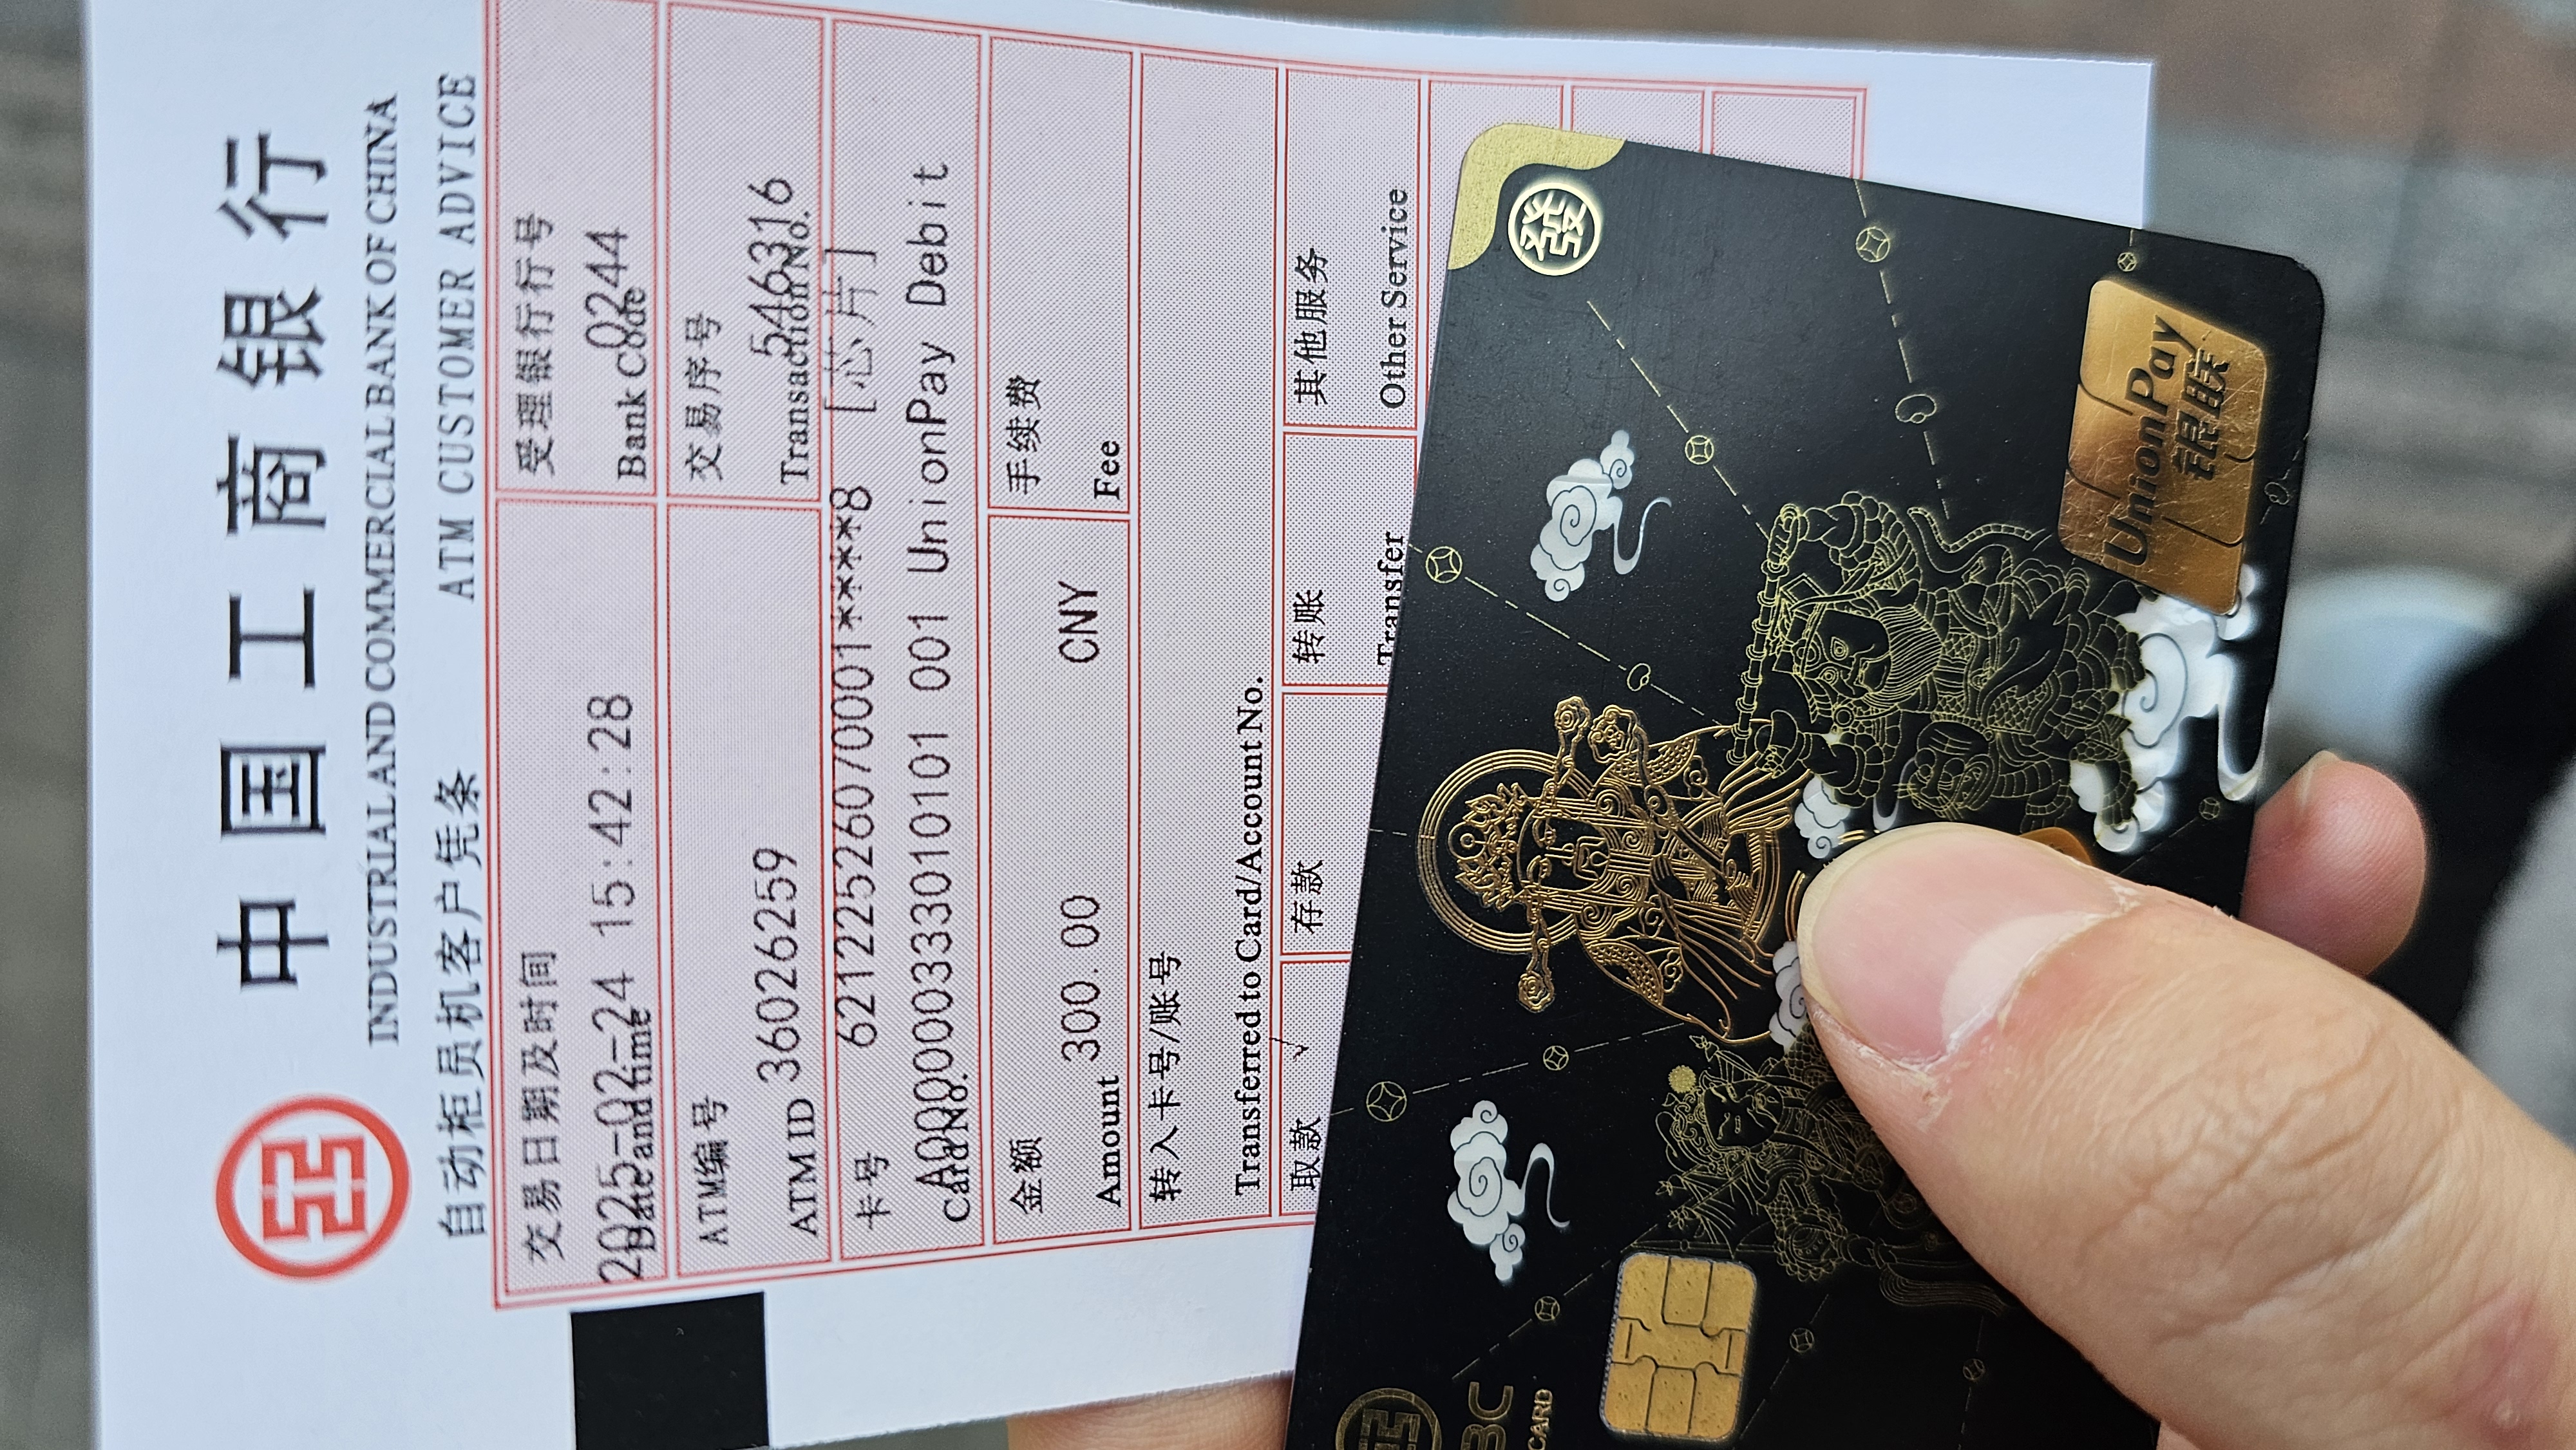 中国工商银行
INDUSTRIAL AND COMMERCIAL BANK OF CHINA
自动柜员机客户凭条 ATM CUSTOMER ADVICE
交易日期及时间 受理银行行号
2025-02-24 15:42:28 0244
Date and time Bank Code
ATM编号 交易序号
36026259 546316
ATM ID Transaction No.
62122526070001****8 [芯片]
卡号
A0000000333010101 001 UnionPay Debit
Card No.
金额 手续费
300.00 CNY
Amount Fee
转入卡号/账号
Transferred to Card/Account No.
取款 √ 存款 转账 其他服务
Transfer Other Service
BC
CARD
發
UnionPay
银联